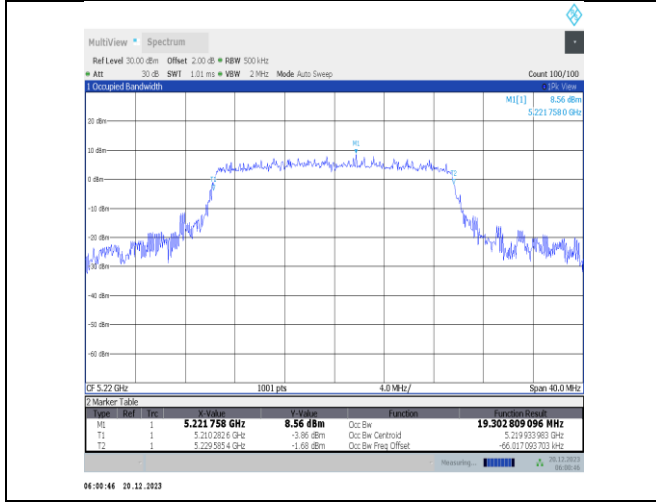 MultiView Spectrum
Ref Level 30.00 dBm Offset 2.00 dB RBW 500 kHz
Att 30 dB SWT 1.01 ms VBW 2 MHz Mode Auto Sweep Count 100/100
1 Occupied Bandwidth 1Pk View
M1[1] 8.56 dBm
5.221 758 0 GHz
20 dBm
M1
10 dBm
T2
0 dBm
-10 dBm
-20 dBm
-30 dBm
-40 dBm
-50 dBm
-60 dBm
CF 5.22 GHz 1001 pts 4.0 MHz/ Span 40.0 MHz
2 Marker Table
Type Ref Trc X-Value Y-Value Function Function Result
M1 1 5.221 758 GHz 8.56 dBm Occ Bw 19.302 809 096 MHz
T1 1 5.210 282 6 GHz -3.86 dBm Occ Bw Centroid 5.219 933 983 GHz
T2 1 5.229 585 4 GHz -1.68 dBm Occ Bw Freq Offset -66.017 093 703 kHz
Measuring... 20.12.2023
06:00:46
06:00:46 20.12.2023